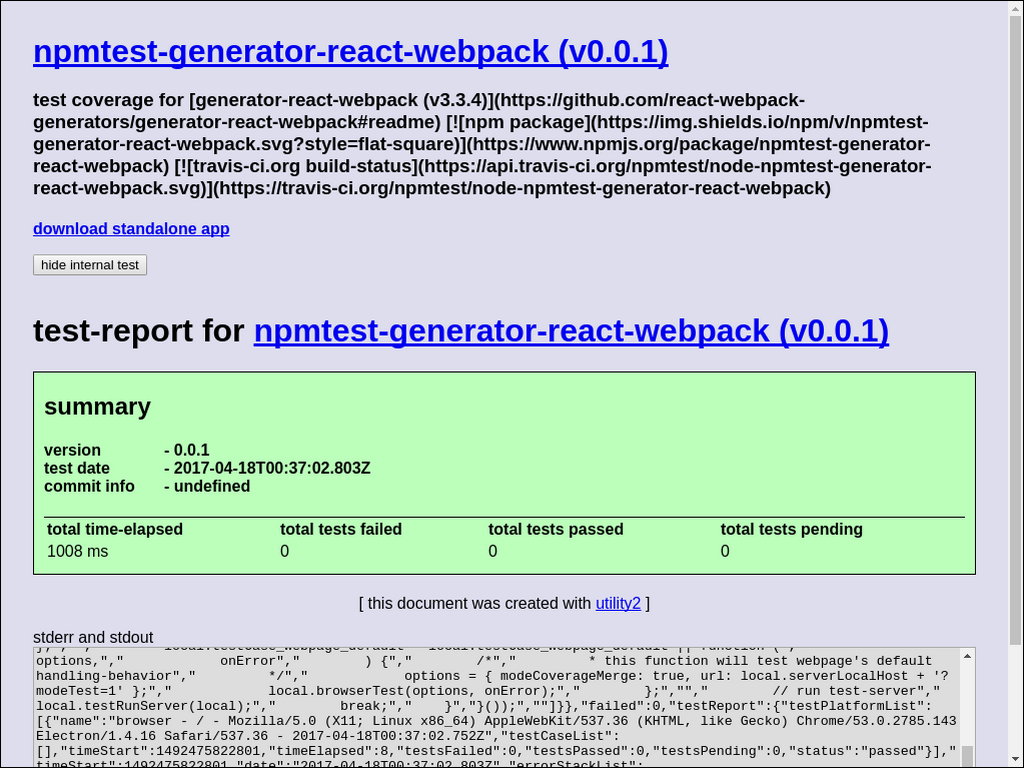 npmtest-generator-react-webpack (v0.0.1)
test coverage for [generator-react-webpack (v3.3.4)](https://github.com/react-webpack-
generators/generator-react-webpack#readme) [![npm package](https://img.shields.io/npm/v/npmtest-
generator-react-webpack.svg?style=flat-square)](https://www.npmjs.org/package/npmtest-generator-
react-webpack) [![travis-ci.org build-status](https://api.travis-ci.org/npmtest/node-npmtest-generator-
react-webpack.svg)](https://travis-ci.org/npmtest/node-npmtest-generator-react-webpack)
download standalone app
hide internal test
test-report for npmtest-generator-react-webpack (v0.0.1)
summary
version - 0.0.1
test date - 2017-04-18T00:37:02.803Z
commit info - undefined
total time-elapsed total tests failed total tests passed total tests pending
1008 ms 0 0 0
[ this document was created with utility2 ]
stderr and stdout
options,"," onError"," ) {"," /*"," * this function will test webpage's default
handling-behavior"," */"," options = { modeCoverageMerge: true, url: local.serverLocalHost + '?
modeTest=1' };"," local.browserTest(options, onError);"," };",""," // run test-server","
local.testRunServer(local);"," break;"," }","}());",""]}},"failed":0,"testReport":{"testPlatformList":
[{"name":"browser - / - Mozilla/5.0 (X11; Linux x86_64) AppleWebKit/537.36 (KHTML, like Gecko) Chrome/53.0.2785.143
Electron/1.4.16 Safari/537.36 - 2017-04-18T00:37:02.752Z","testCaseList":
[],"timeStart":1492475822801,"timeElapsed":8,"testsFailed":0,"testsPassed":0,"testsPending":0,"status":"passed"}],"
timeStart":1492475822801,"date":"2017-04-18T00:37:02.803Z","errorStackList":